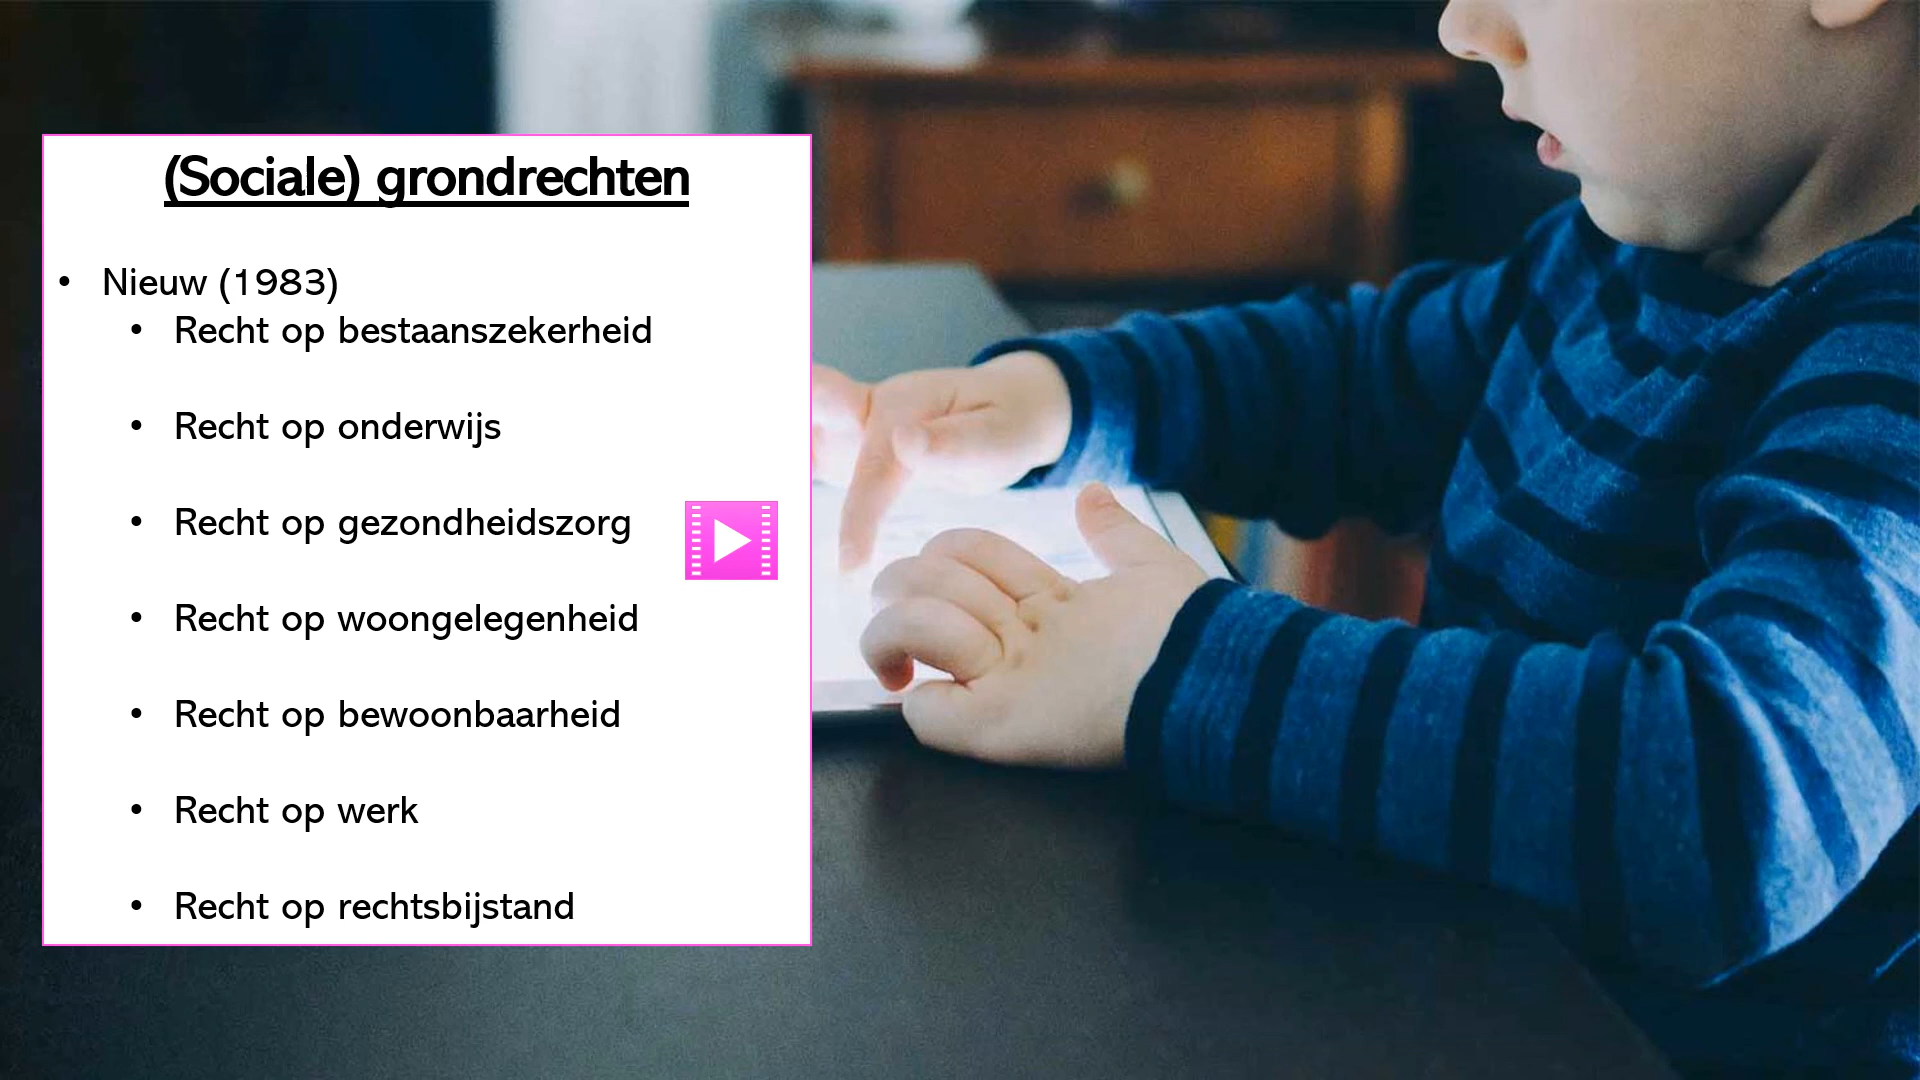 (Sociale) grondrechten
• Nieuw (1983)
• Recht op bestaanszekerheid
• Recht op onderwijs
• Recht op gezondheidszorg
• Recht op woongelegenheid
• Recht op bewoonbaarheid
• Recht op werk
• Recht op rechtsbijstand